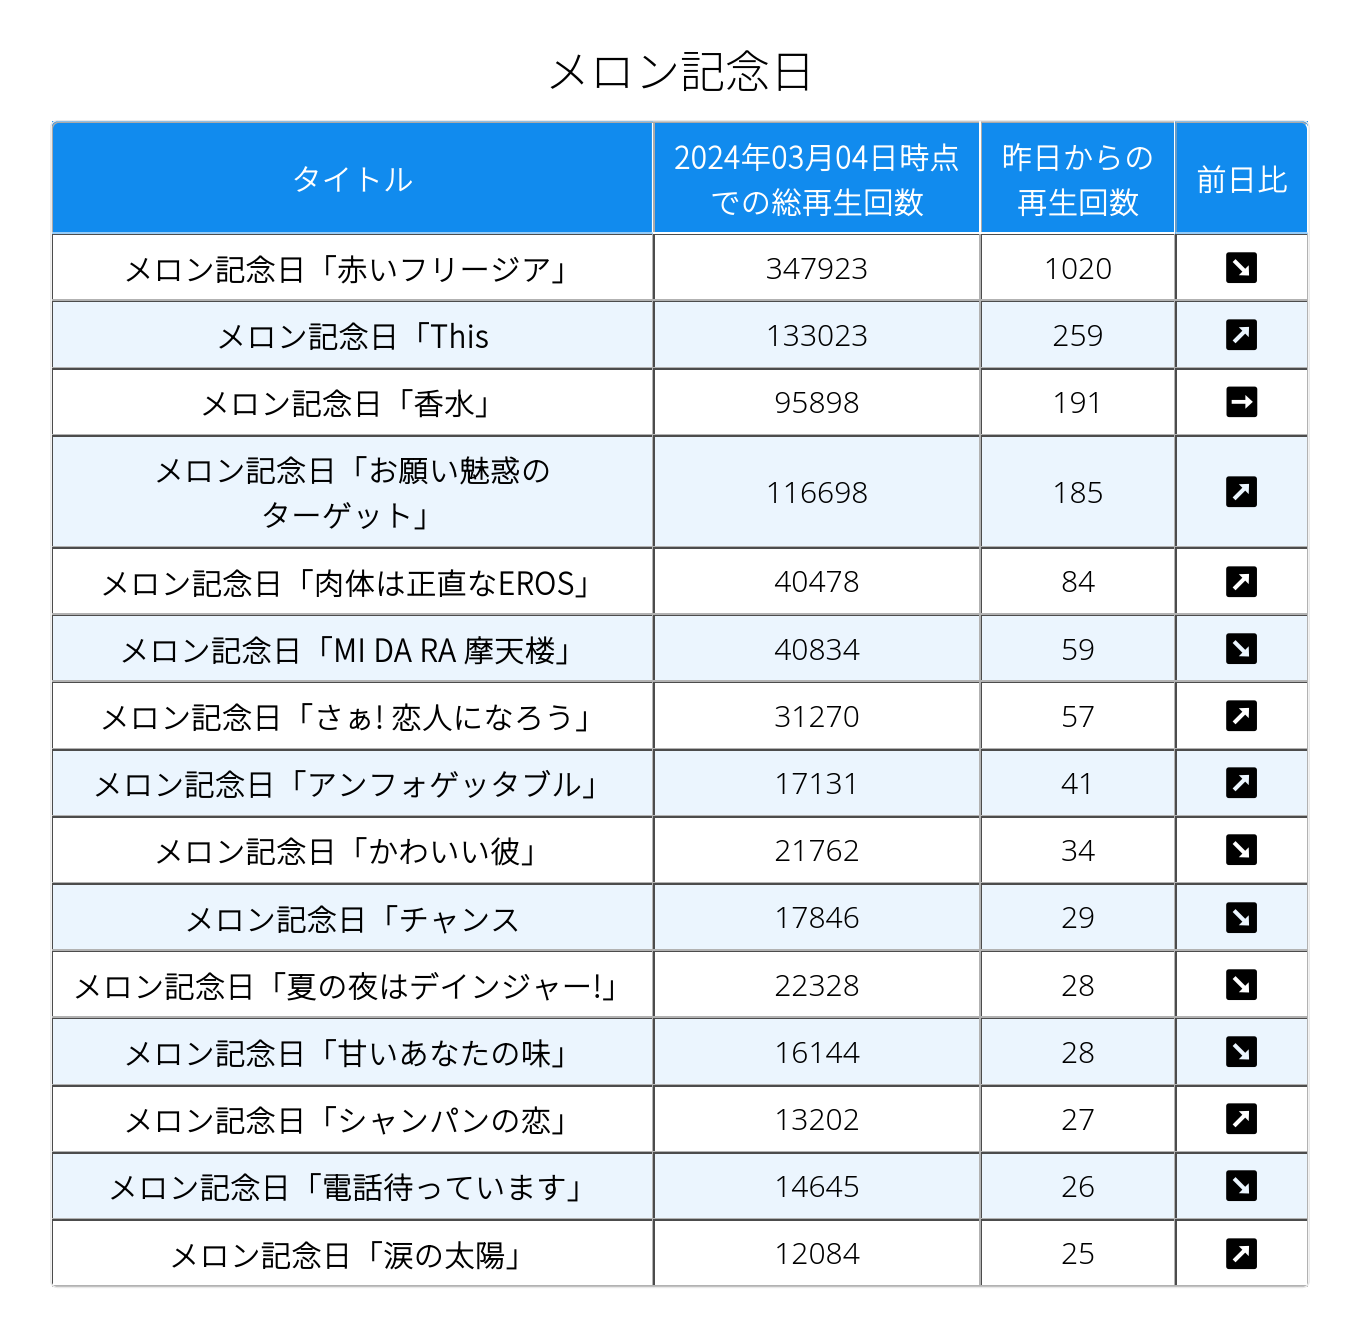 メロン記念日
タイトル
2024年03月04日時点
での総再生回数
昨日からの
再生回数
前日比
メロン記念日「赤いフリージア」 347923 1020 ↘
メロン記念日「This 133023 259 ↗
メロン記念日「香水」 95898 191 →
メロン記念日「お願い魅惑の
ターゲット」 116698 185 ↗
メロン記念日「肉体は正直なEROS」 40478 84 ↗
メロン記念日「MI DA RA 摩天楼」 40834 59 ↘
メロン記念日「さぁ! 恋人になろう」 31270 57 ↗
メロン記念日「アンフォゲッタブル」 17131 41 ↗
メロン記念日「かわいい彼」 21762 34 ↘
メロン記念日「チャンス 17846 29 ↘
メロン記念日「夏の夜はデインジャー!」 22328 28 ↘
メロン記念日「甘いあなたの味」 16144 28 ↘
メロン記念日「シャンパンの恋」 13202 27 ↗
メロン記念日「電話待っています」 14645 26 ↘
メロン記念日「涙の太陽」 12084 25 ↗